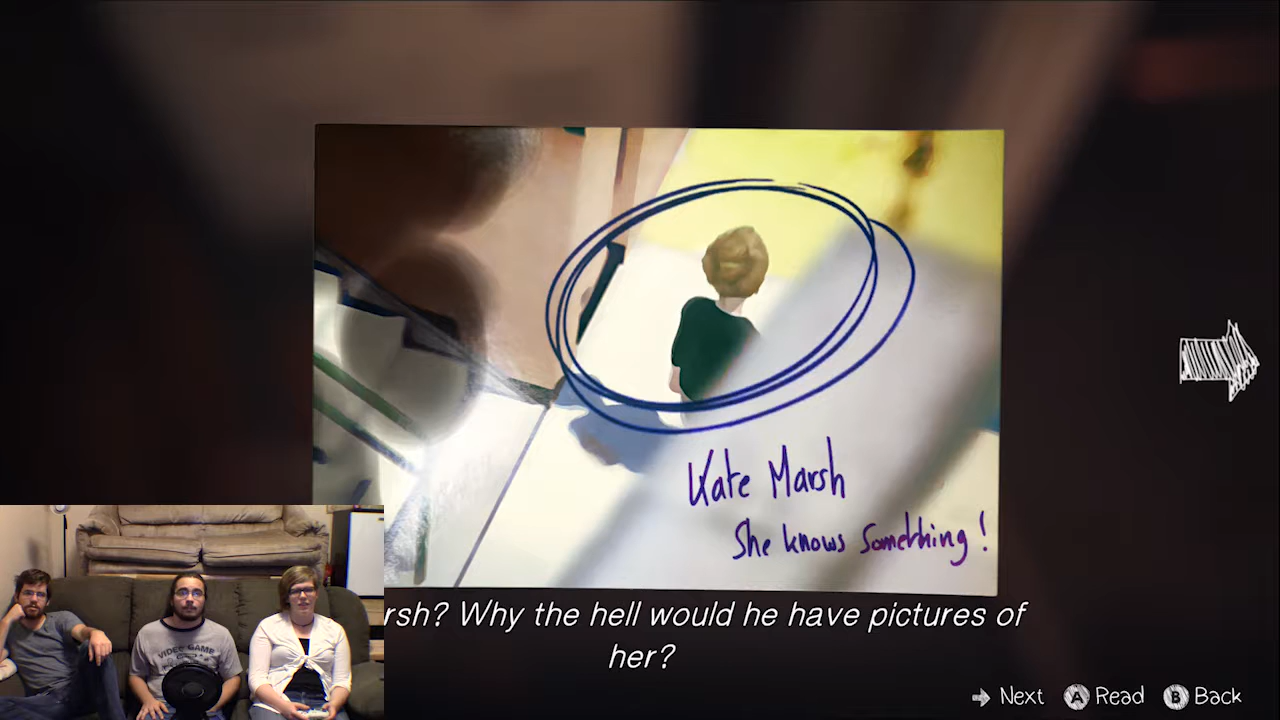 Kate Marsh
She knows something!
rsh? Why the hell would he have pictures of
her?
VIDEO GAME
Next A Read B Back